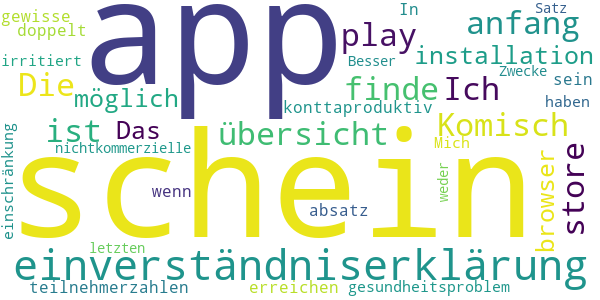 gewisse
doppelt
app
In
Satz
anfang
play
irritiert
Besser
installation
Die
möglich
finde
Ich
Zwecke
sein
konttaproduktiv
haben
ist
Das
übersicht
Komisch
einschränkung
nichtkommerzielle
Mich
schein
wenn
absatz
weder
browser
store
letzten
einverständniserklärung
teilnehmerzahlen
erreichen
gesundheitsproblem